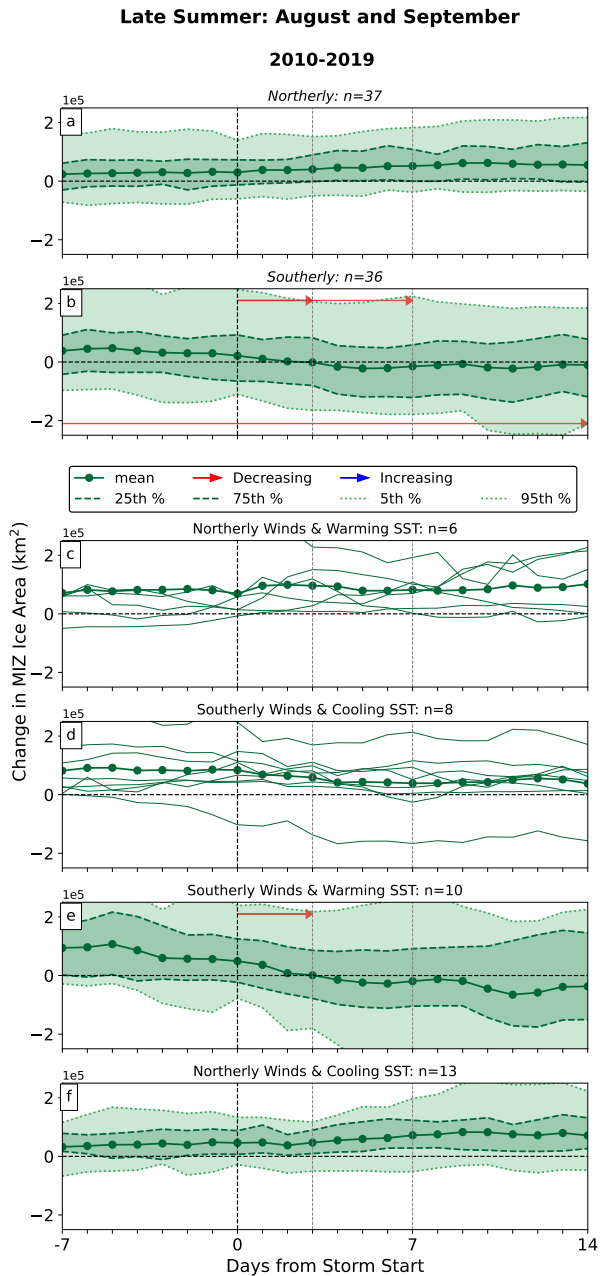 Late Summer: August and September
2010-2019
Northerly: n=37
1e5
a
2
0
−2
Southerly: n=36
1e5
b
2
0
−2
mean
Decreasing
Increasing
25th %
75th %
5th %
95th %
Change in MIZ Ice Area (km²)
Northerly Winds & Warming SST: n=6
1e5
c
2
0
−2
Southerly Winds & Cooling SST: n=8
1e5
d
2
0
−2
Southerly Winds & Warming SST: n=10
1e5
e
2
0
−2
Northerly Winds & Cooling SST: n=13
1e5
f
2
0
−2
-7 0 7 14
Days from Storm Start